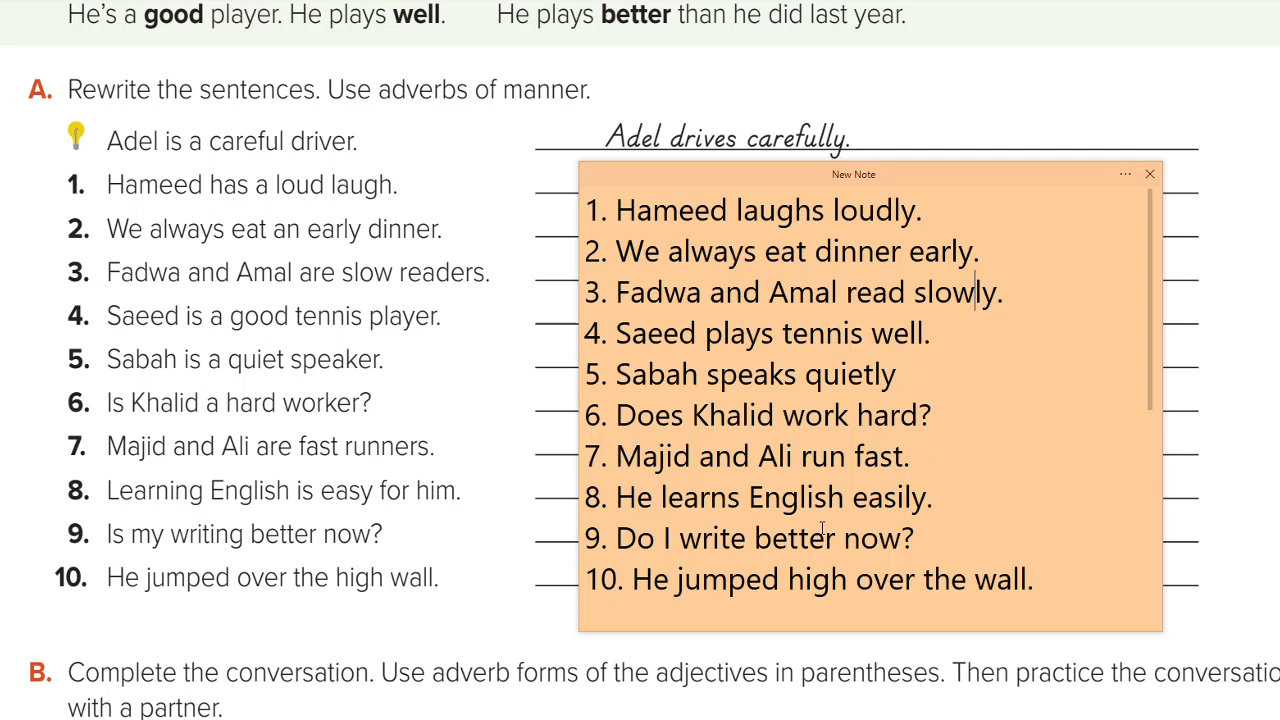 He's a good player. He plays well. He plays better than he did last year.
A. Rewrite the sentences. Use adverbs of manner.
Adel is a careful driver. Adel drives carefully.
1. Hameed has a loud laugh.
2. We always eat an early dinner.
3. Fadwa and Amal are slow readers.
4. Saeed is a good tennis player.
5. Sabah is a quiet speaker.
6. Is Khalid a hard worker?
7. Majid and Ali are fast runners.
8. Learning English is easy for him.
9. Is my writing better now?
10. He jumped over the high wall.
New Note
1. Hameed laughs loudly.
2. We always eat dinner early.
3. Fadwa and Amal read slowly.
4. Saeed plays tennis well.
5. Sabah speaks quietly
6. Does Khalid work hard?
7. Majid and Ali run fast.
8. He learns English easily.
9. Do I write better now?
10. He jumped high over the wall.
B. Complete the conversation. Use adverb forms of the adjectives in parentheses. Then practice the conversatio
with a partner.